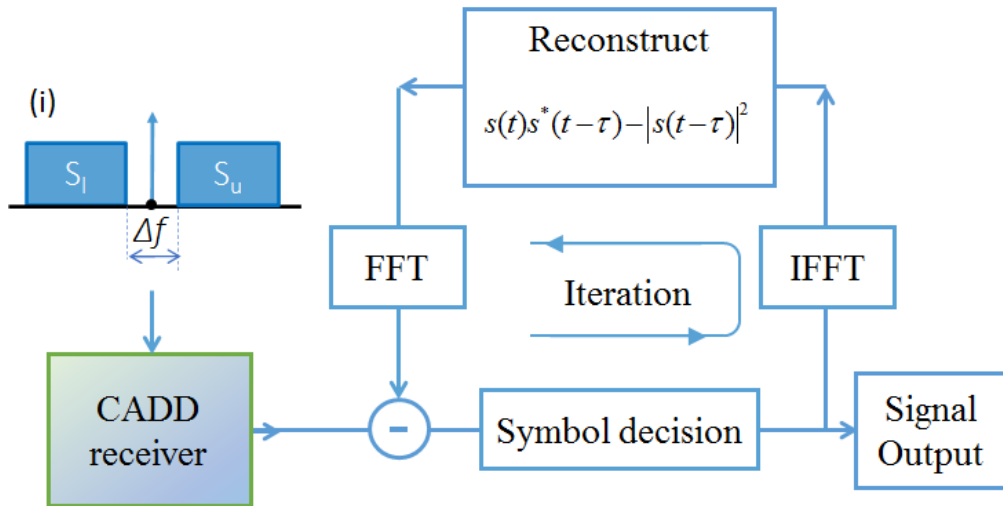 Reconstruct
s(t)s*(t−τ)−|s(t−τ)|²
(i)
S_l
S_u
Δf
FFT
IFFT
Iteration
CADD
receiver
-
Symbol decision
Signal
Output